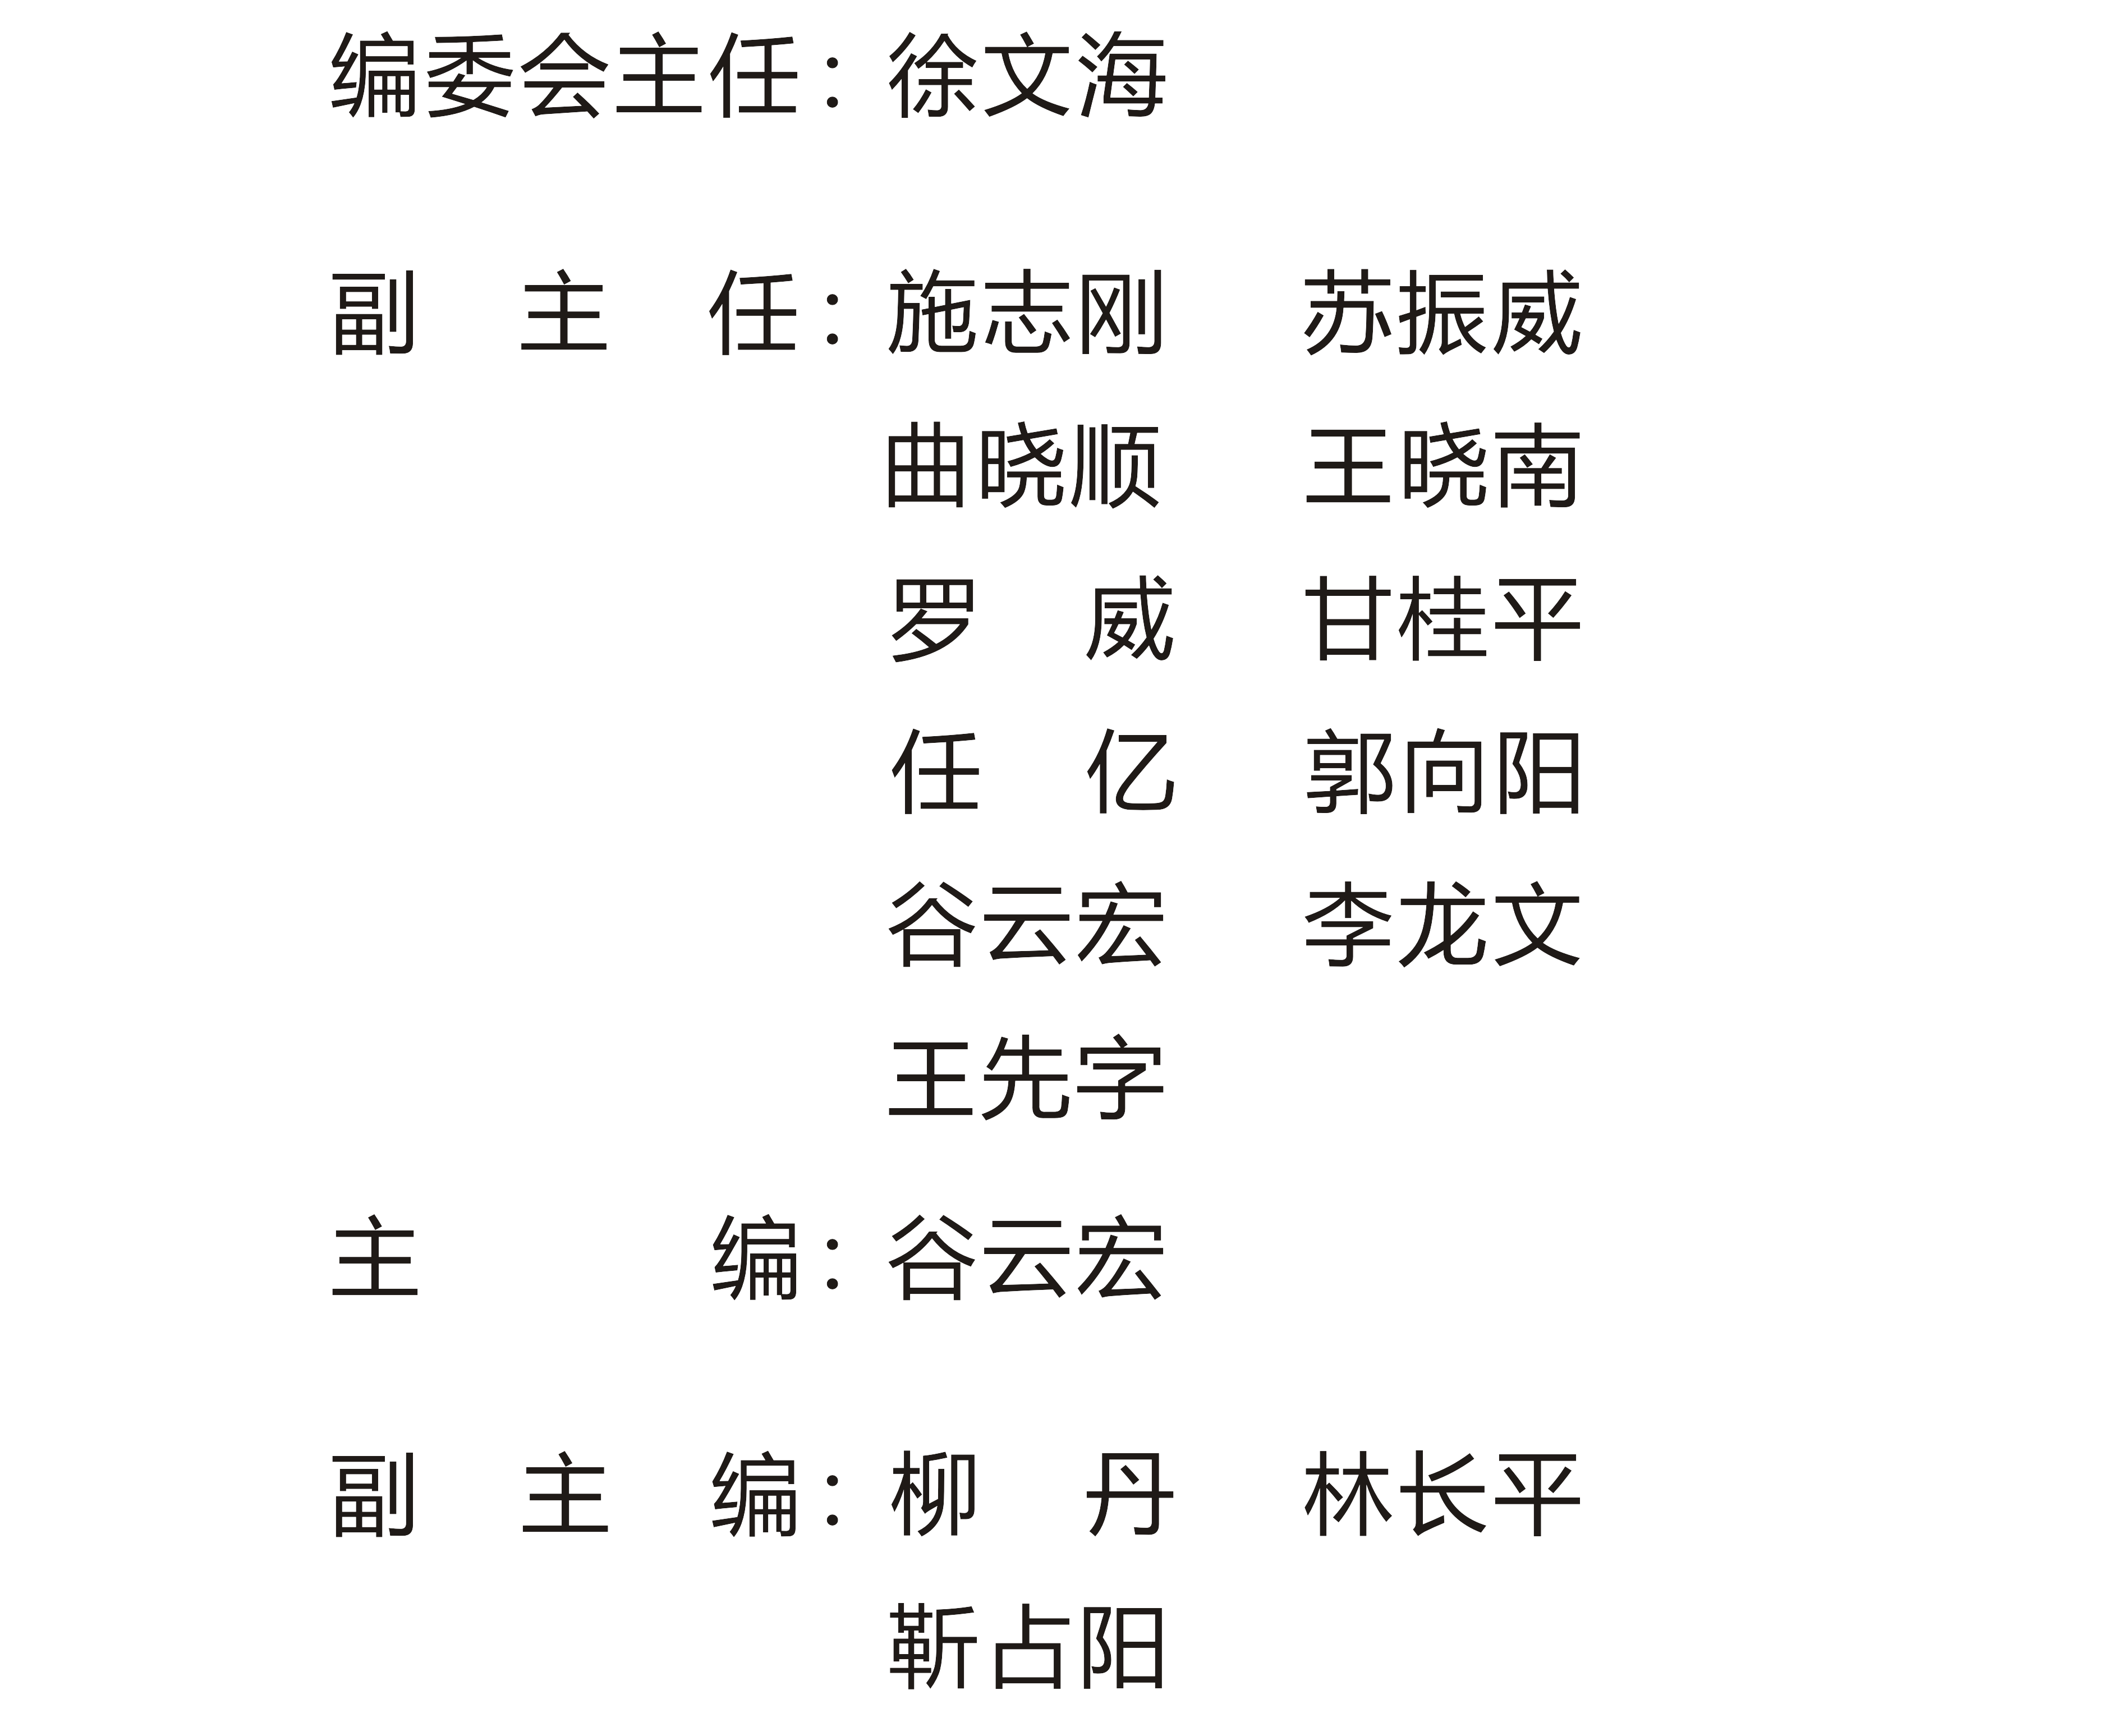 编委会主任：徐文海
副 主 任：施志刚 苏振威
曲晓顺 王晓南
罗 威 甘桂平
任 亿 郭向阳
谷云宏 李龙文
王先字
主 编：谷云宏
副 主 编：柳 丹 林长平
靳占阳